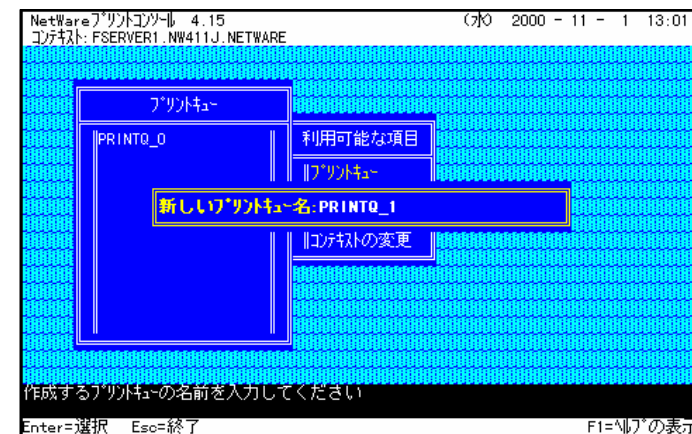 NetWareﾌﾟﾘﾝﾄｺﾝｿｰﾙ 4.15 (水) 2000 - 11 - 1 13:01
ｺﾝﾃｷｽﾄ: FSERVER1.NW411J.NETWARE
ﾌﾟﾘﾝﾄｷｭｰ
PRINTQ_0
利用可能な項目
ﾌﾟﾘﾝﾄｷｭｰ
新しいﾌﾟﾘﾝﾄｷｭｰ名:PRINTQ_1
ｺﾝﾃｷｽﾄの変更
作成するﾌﾟﾘﾝﾄｷｭｰの名前を入力してください
Enter=選択 Esc=終了 F1=ﾍﾙﾌﾟの表示